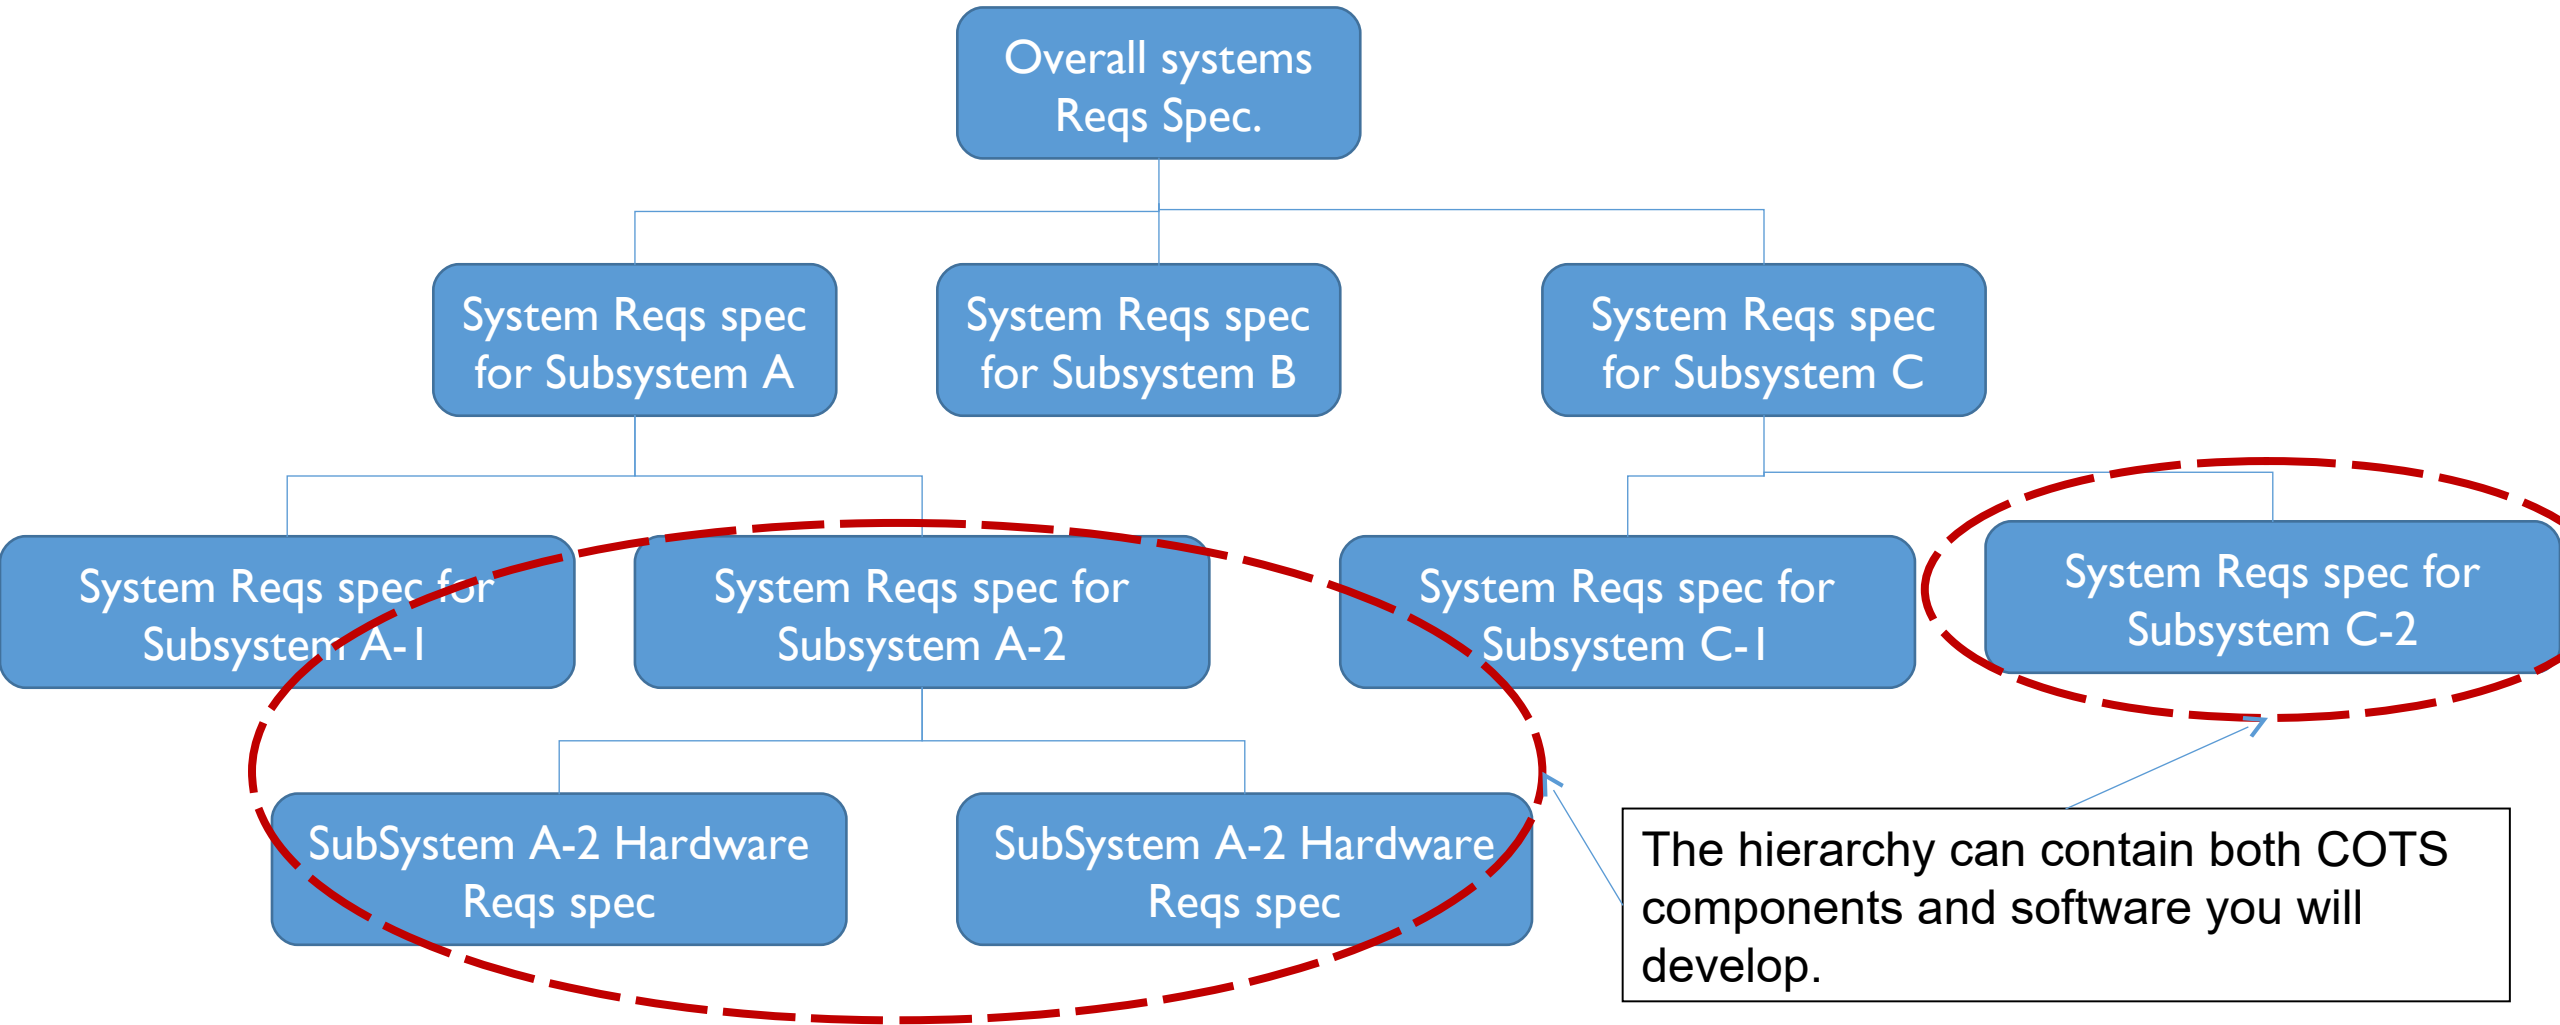 Overall systems
Reqs Spec.
System Reqs spec
for Subsystem A
System Reqs spec
for Subsystem B
System Reqs spec
for Subsystem C
System Reqs spec for
Subsystem A-1
System Reqs spec for
Subsystem A-2
System Reqs spec for
Subsystem C-1
System Reqs spec for
Subsystem C-2
SubSystem A-2 Hardware
Reqs spec
SubSystem A-2 Hardware
Reqs spec
The hierarchy can contain both COTS
components and software you will
develop.